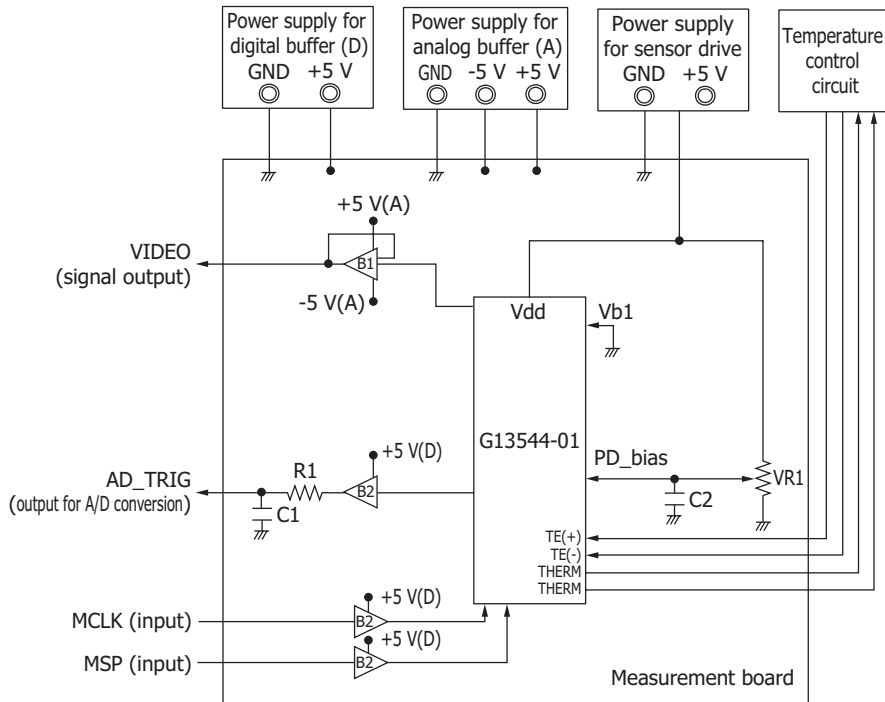 Power supply for
digital buffer (D)
GND +5 V
Power supply for
analog buffer (A)
GND -5 V +5 V
Power supply
for sensor drive
GND +5 V
Temperature
control
circuit
+5 V(A)
VIDEO
(signal output)
B1
-5 V(A)
Vdd
Vb1
G13544-01
+5 V(D)
PD_bias
AD_TRIG
(output for A/D conversion)
R1
B2
C1
C2
VR1
TE(+)
TE(-)
THERM
THERM
+5 V(D)
MCLK (input)
B2
+5 V(D)
MSP (input)
B2
Measurement board